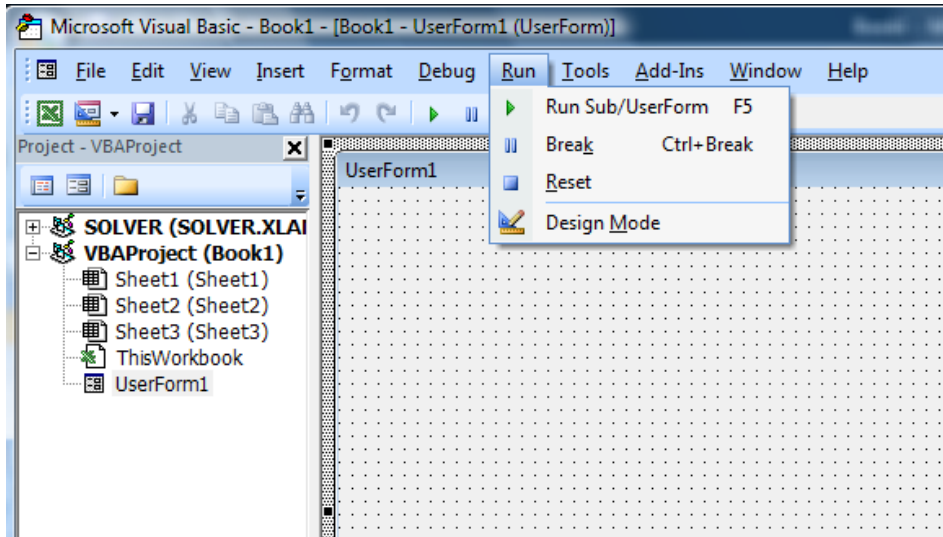 Microsoft Visual Basic - Book1 - [Book1 - UserForm1 (UserForm)]
File Edit View Insert Format Debug Run Tools Add-Ins Window Help
Run Sub/UserForm F5
Break Ctrl+Break
Reset
Design Mode
Project - VBAProject
SOLVER (SOLVER.XLAI
VBAProject (Book1)
Sheet1 (Sheet1)
Sheet2 (Sheet2)
Sheet3 (Sheet3)
ThisWorkbook
UserForm1
UserForm1